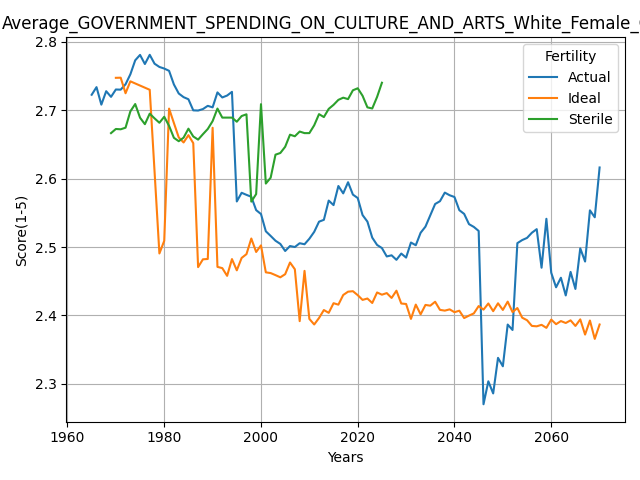 Average_GOVERNMENT_SPENDING_ON_CULTURE_AND_ARTS_White_Female_
Fertility
Actual
Ideal
Sterile
Score(1-5)
2.8
2.7
2.6
2.5
2.4
2.3
1960
1980
2000
2020
2040
2060
Years